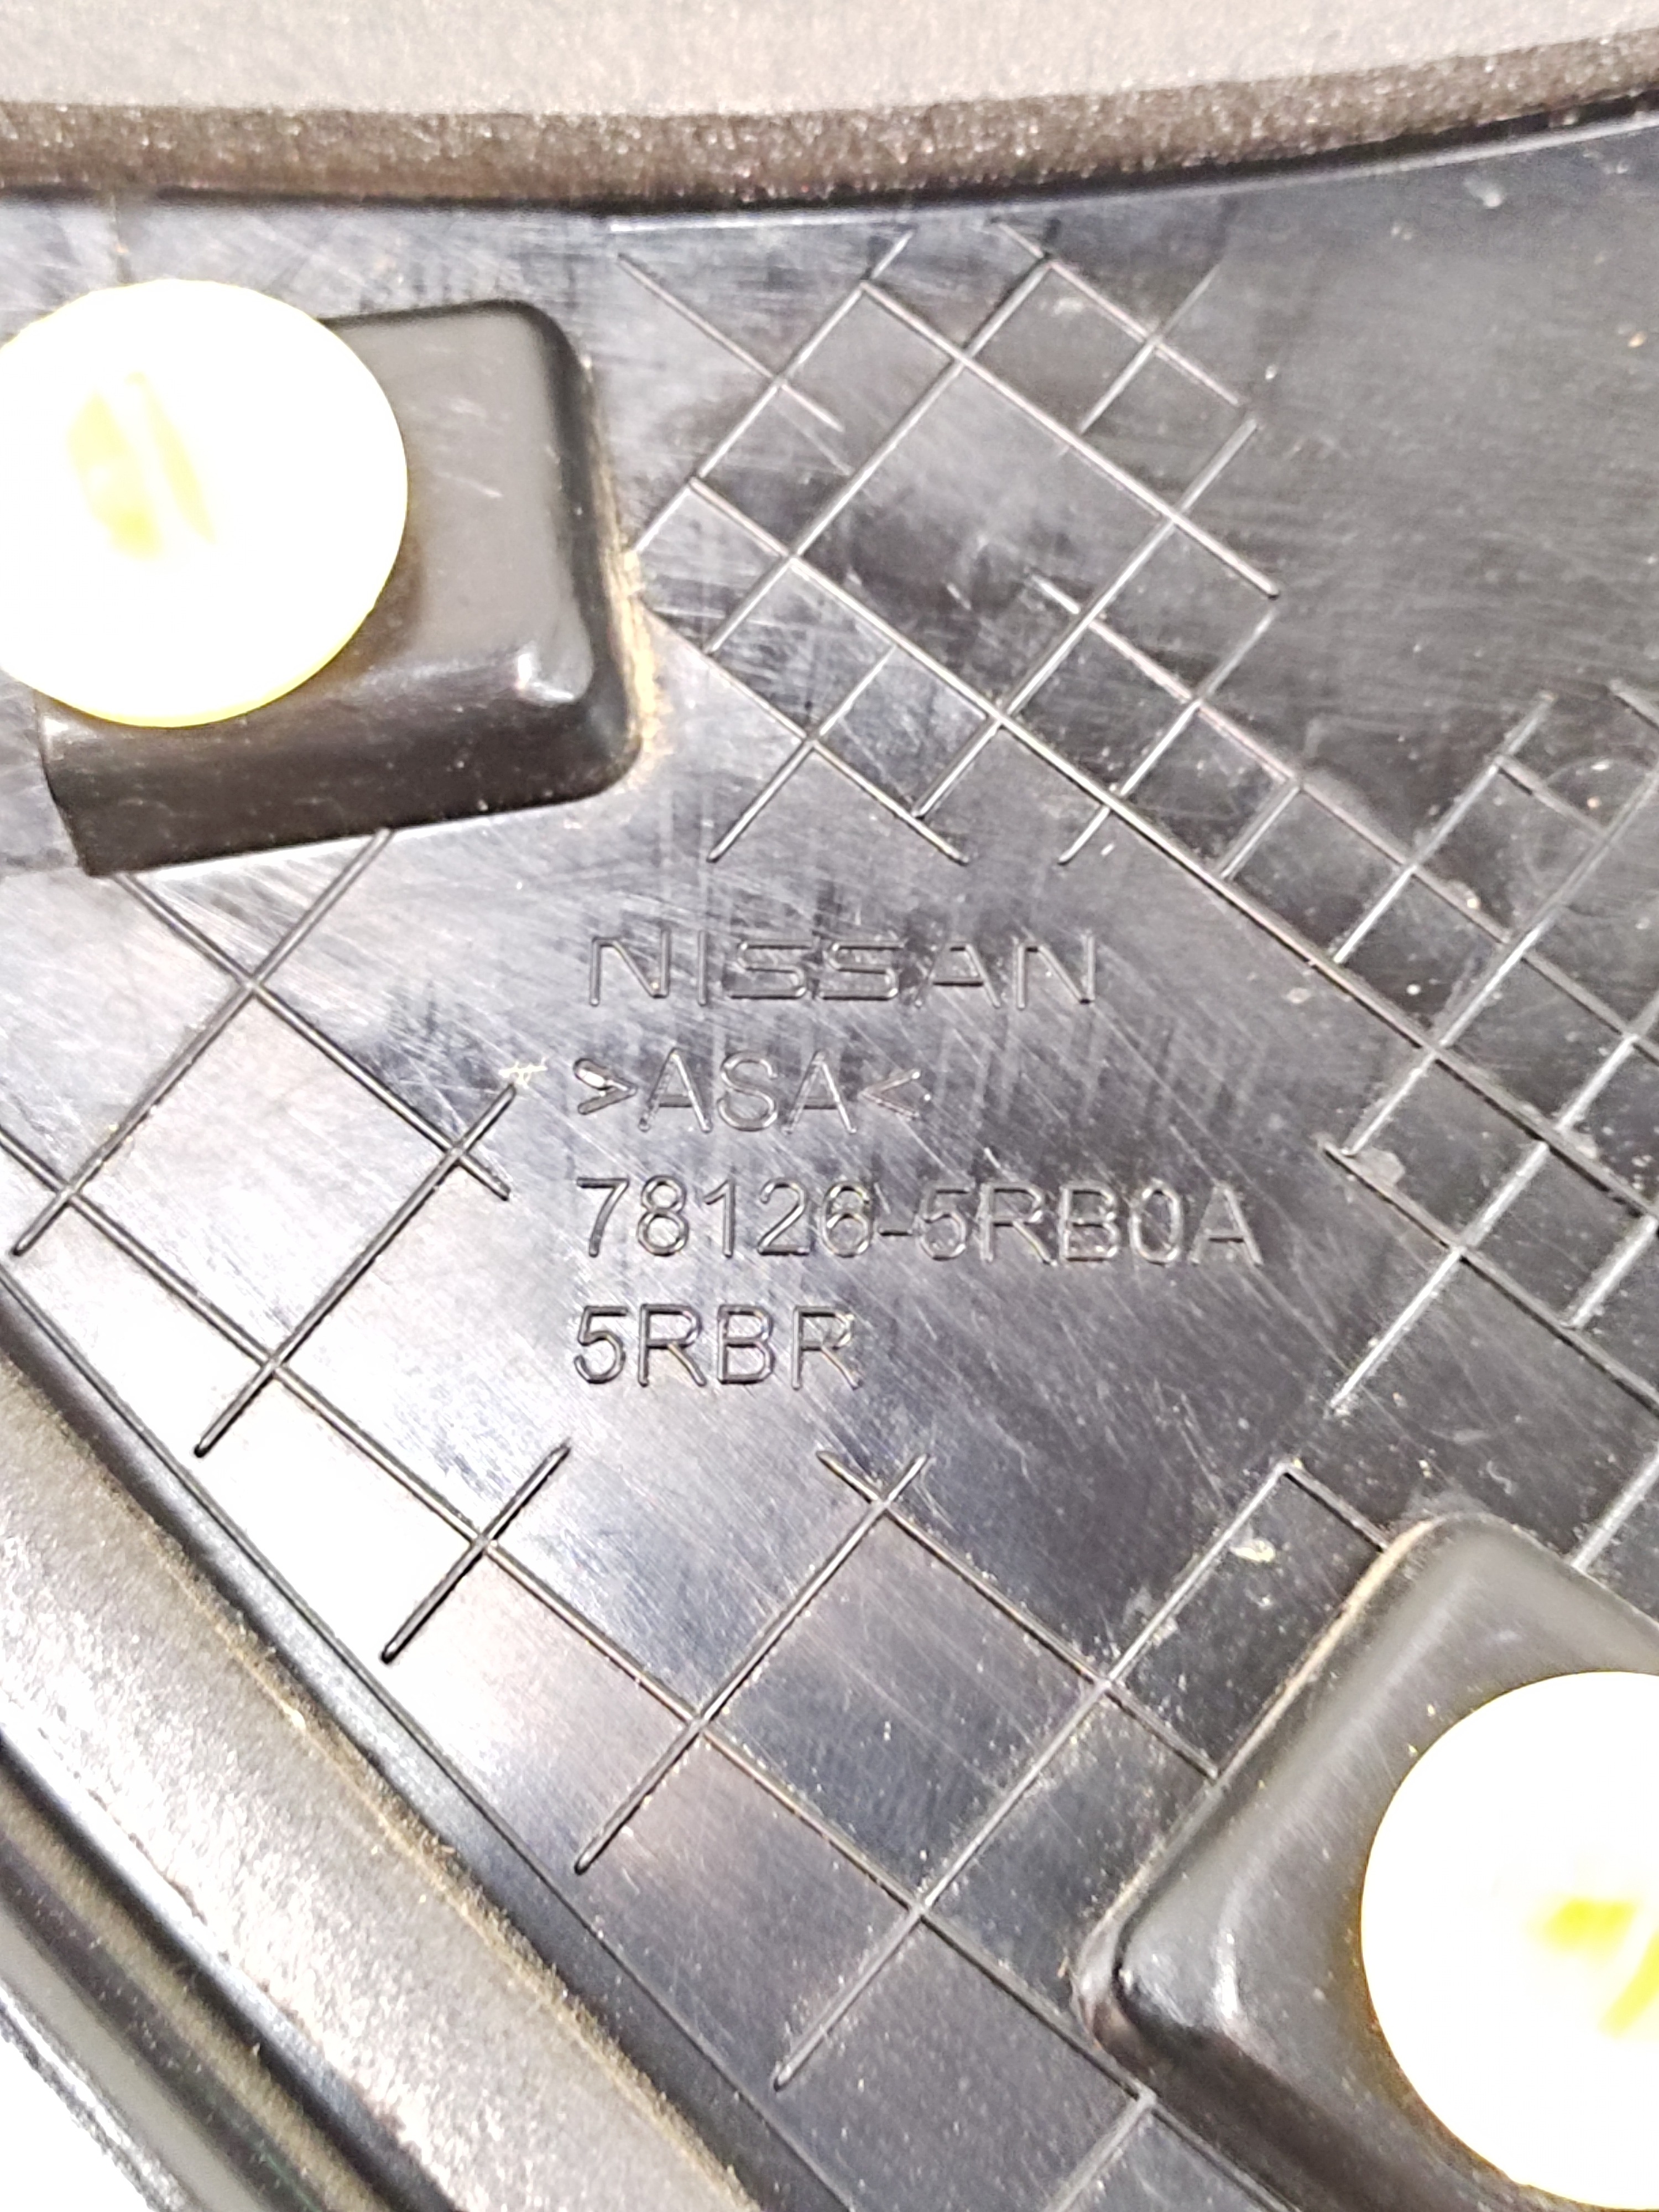 NISSAN
>ASA<
78126-5RB0A
5RBR